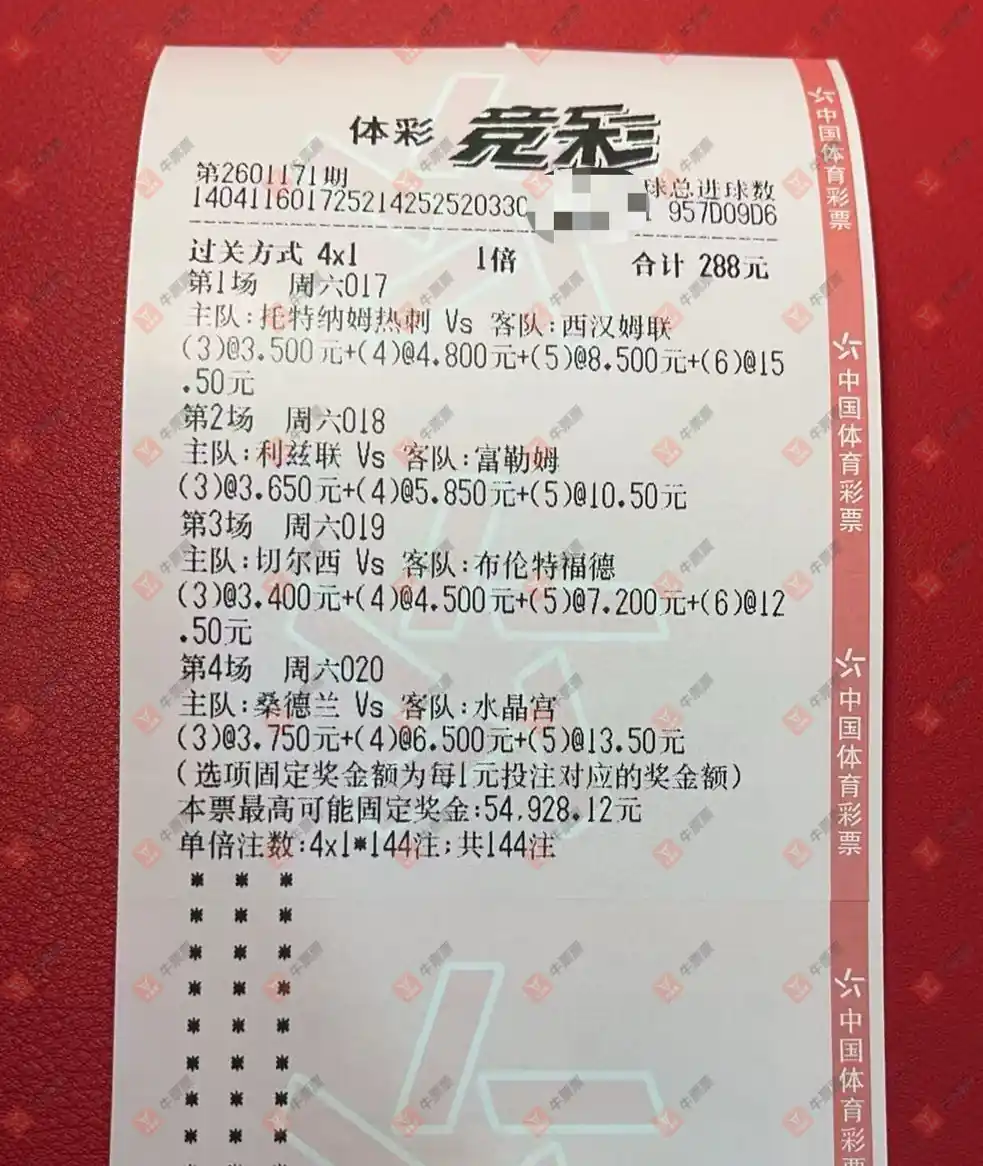 体彩 竞彩
第2601171期 球总进球数
140411601725214252520330 957D09D6
过关方式 4x1 1倍 合计 288元
第1场 周六017
主队:托特纳姆热刺 Vs 客队:西汉姆联
(3)@3.500元+(4)@4.800元+(5)@8.500元+(6)@15
.50元
第2场 周六018
主队:利兹联 Vs 客队:富勒姆
(3)@3.650元+(4)@5.850元+(5)@10.50元
第3场 周六019
主队:切尔西 Vs 客队:布伦特福德
(3)@3.400元+(4)@4.500元+(5)@7.200元+(6)@12
.50元
第4场 周六020
主队:桑德兰 Vs 客队:水晶宫
(3)@3.750元+(4)@6.500元+(5)@13.50元
(选项固定奖金额为每1元投注对应的奖金额)
本票最高可能固定奖金:54,928.12元
单倍注数:4x1*144注;共144注
中国体育彩票
中国体育彩票
中国体育彩票
中国体育彩票